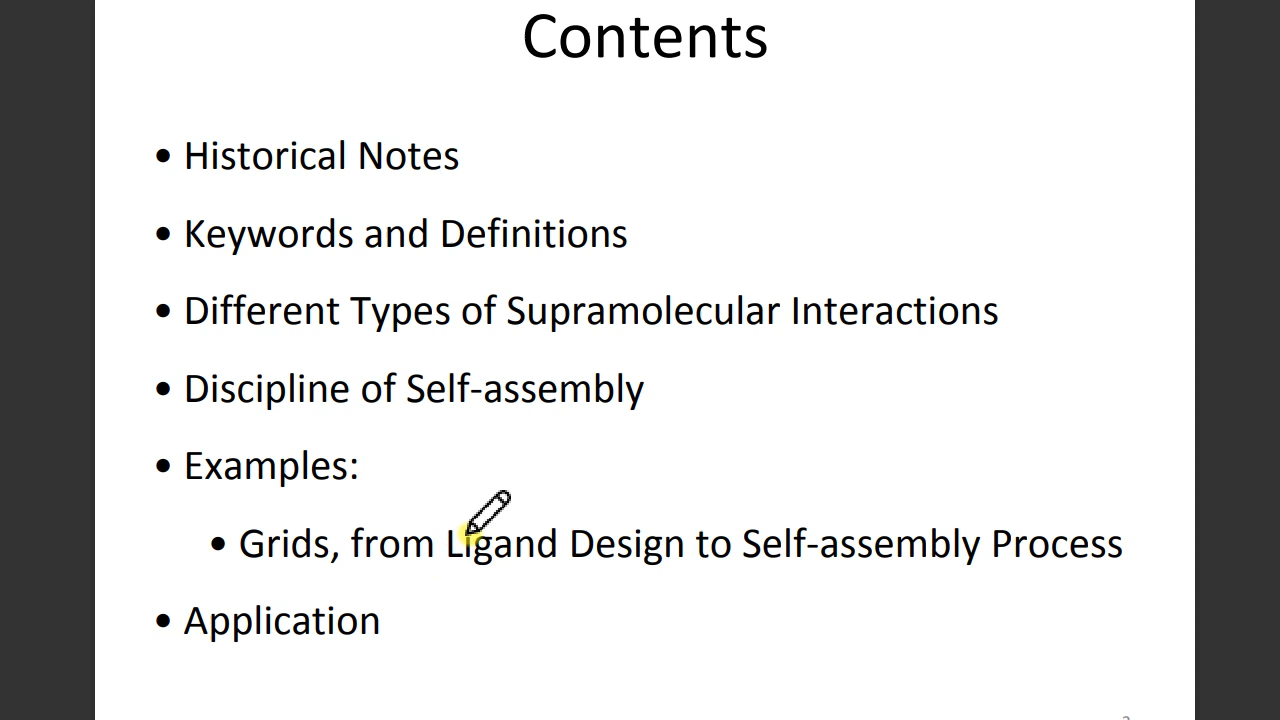 Contents
• Historical Notes
• Keywords and Definitions
• Different Types of Supramolecular Interactions
• Discipline of Self-assembly
• Examples:
• Grids, from Ligand Design to Self-assembly Process
• Application